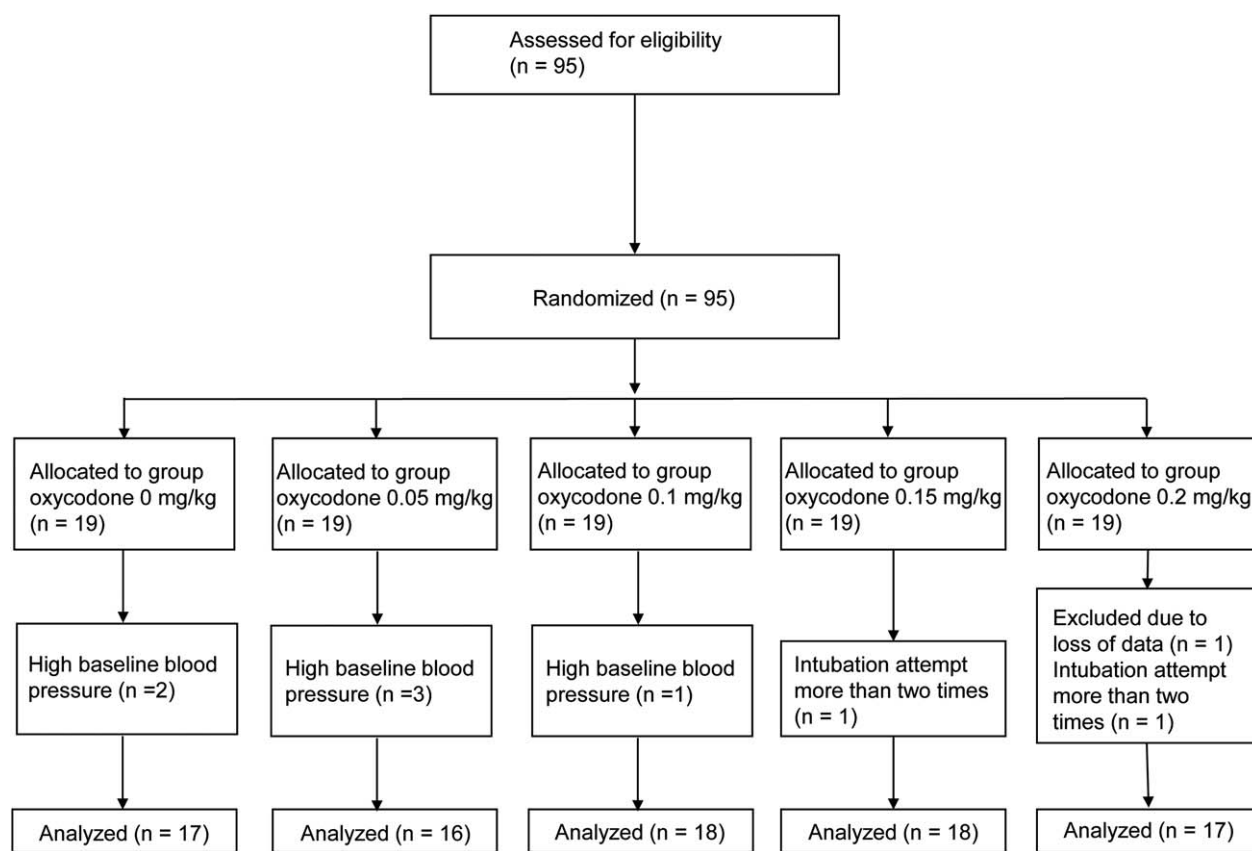 Assessed for eligibility
(n = 95)
Randomized (n = 95)
Allocated to group
oxycodone 0 mg/kg
(n = 19)
Allocated to group
oxycodone 0.05 mg/kg
(n = 19)
Allocated to group
oxycodone 0.1 mg/kg
(n = 19)
Allocated to group
oxycodone 0.15 mg/kg
(n = 19)
Allocated to group
oxycodone 0.2 mg/kg
(n = 19)
High baseline blood
pressure (n =2)
High baseline blood
pressure (n =3)
High baseline blood
pressure (n =1)
Intubation attempt
more than two times
(n = 1)
Excluded due to
loss of data (n = 1)
Intubation attempt
more than two
times (n = 1)
Analyzed (n = 17)
Analyzed (n = 16)
Analyzed (n = 18)
Analyzed (n = 18)
Analyzed (n = 17)